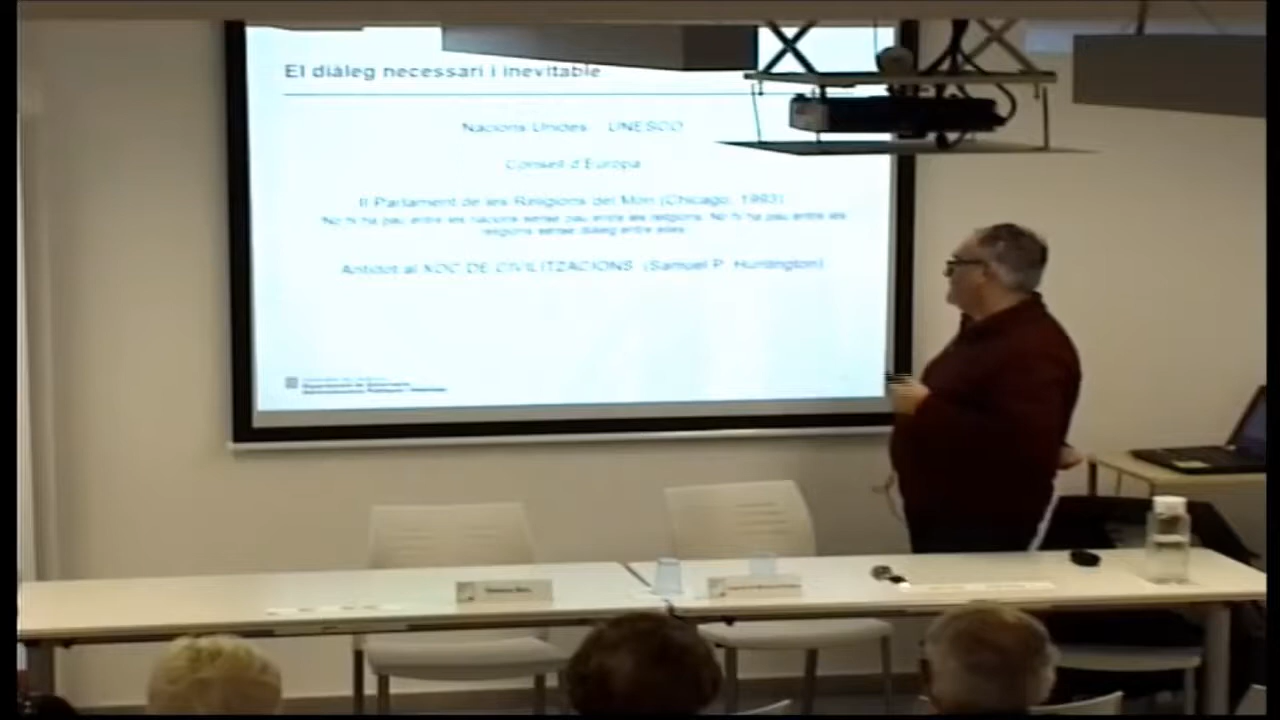 El diàleg necessari i inevitable
Nacions Unides UNESCO
Consell d'Europa
II Parlament de les Religions del Món (Chicago, 1993)
No hi ha pau entre les nacions sense pau entre les religions. No hi ha pau entre les
religions sense diàleg entre elles
Antídot al XOC DE CIVILITZACIONS (Samuel P. Huntington)